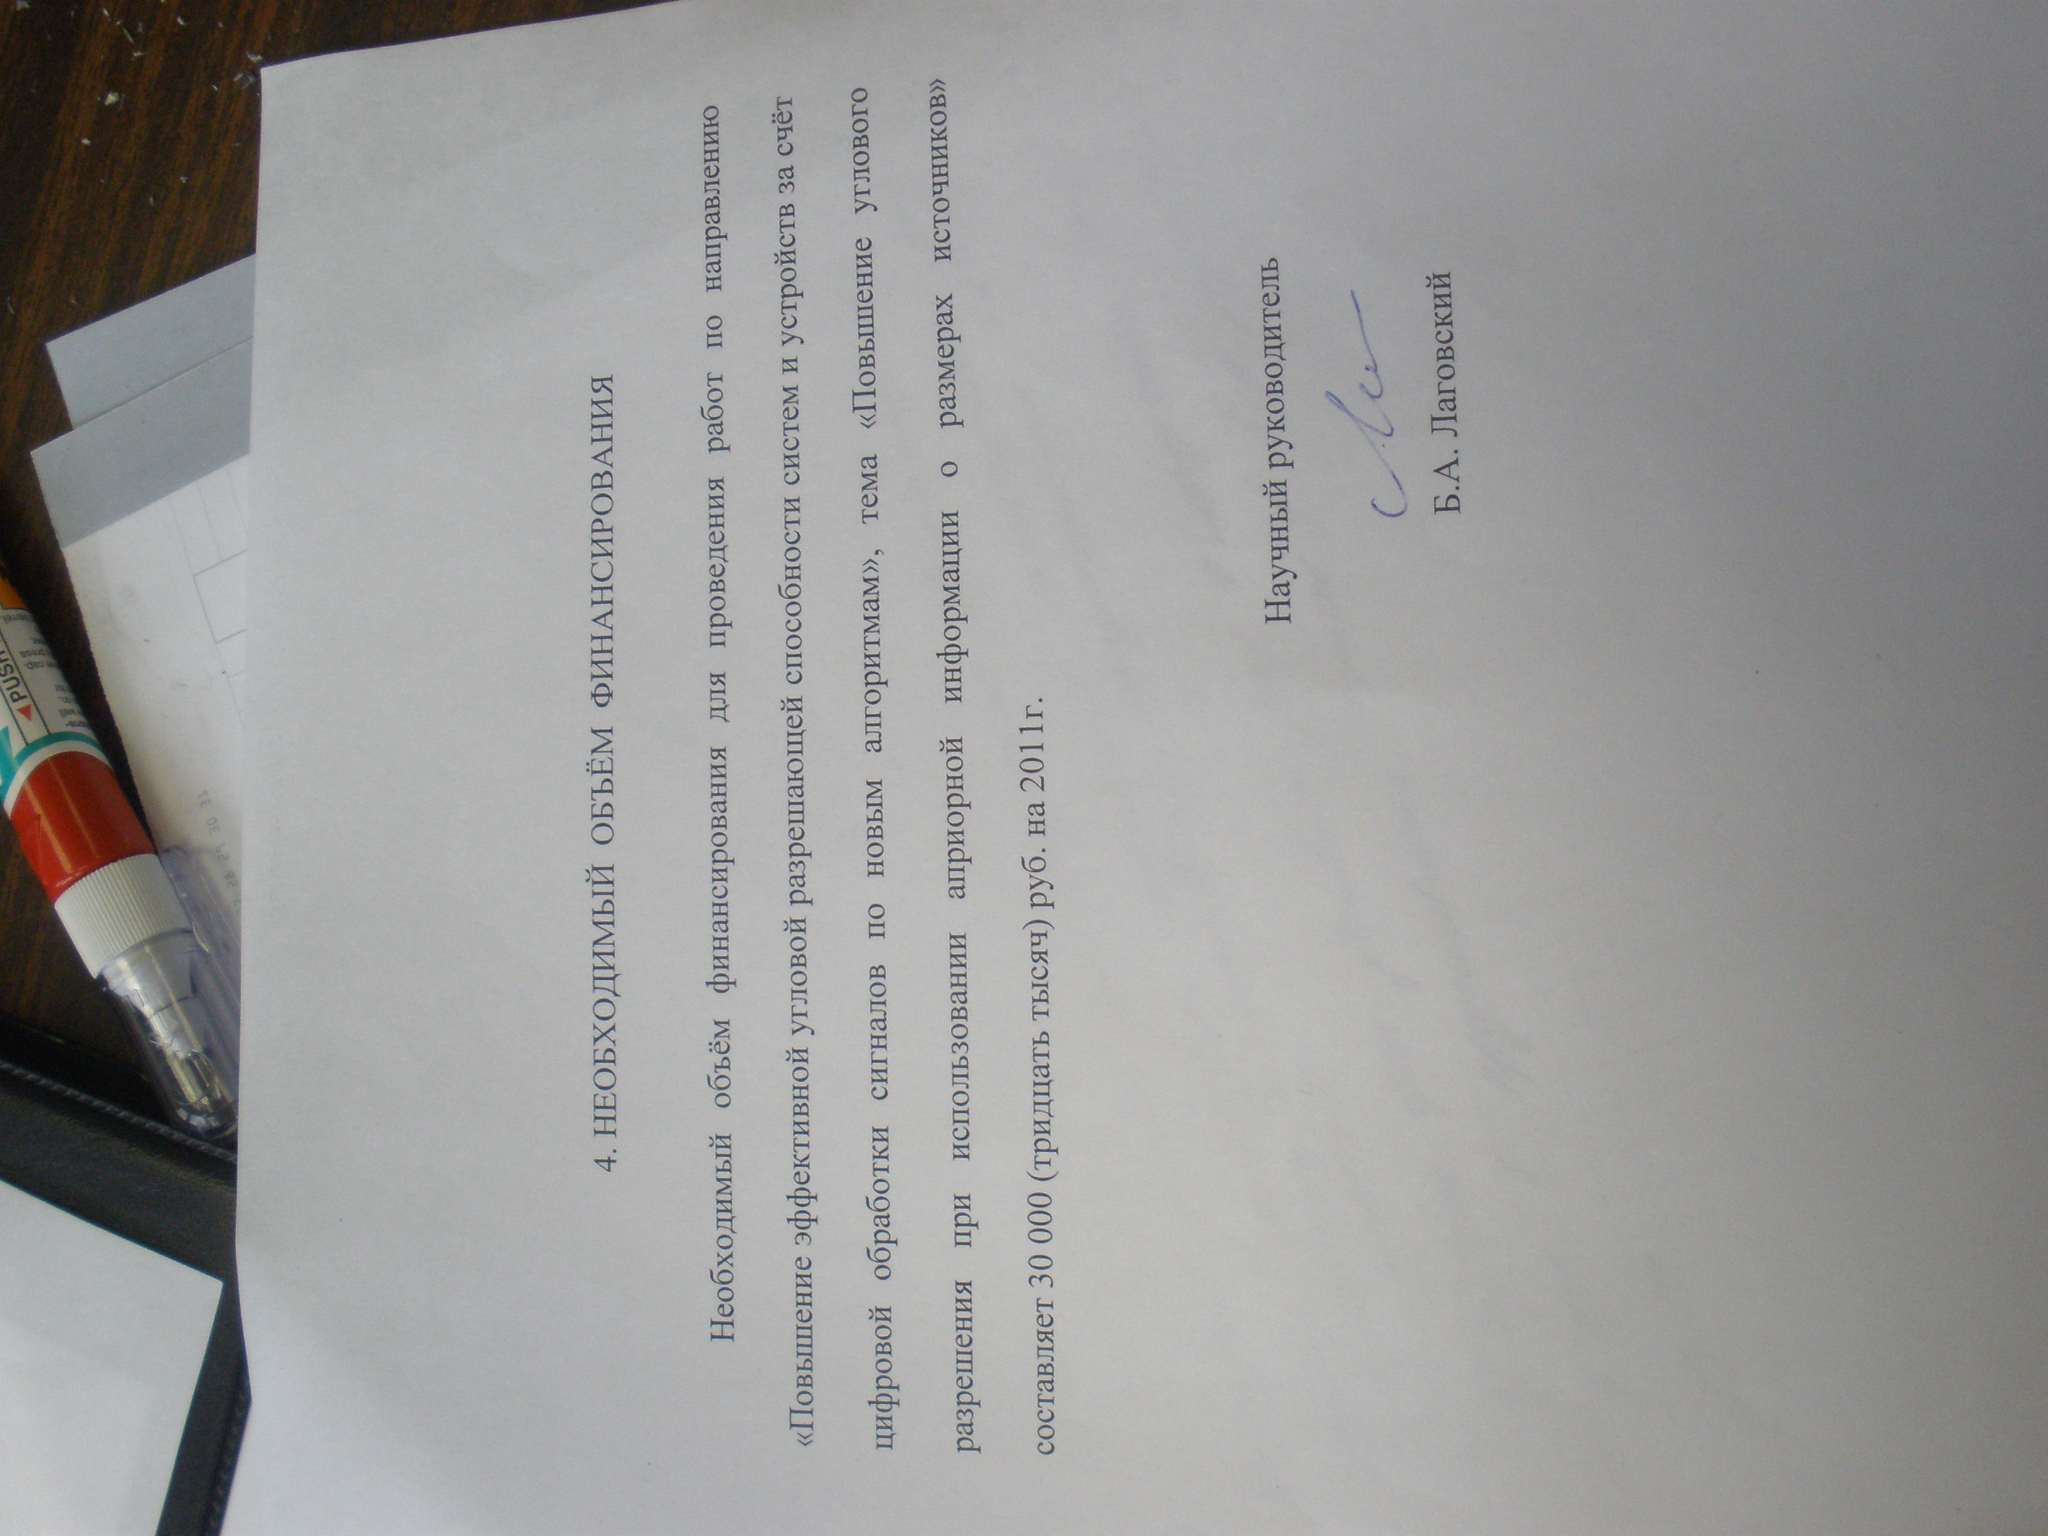 4. НЕОБХОДИМЫЙ ОБЪЁМ ФИНАНСИРОВАНИЯ
Необходимый объём финансирования для проведения работ по направлению
«Повышение эффективной угловой разрешающей способности систем и устройств за счёт
цифровой обработки сигналов по новым алгоритмам», тема «Повышение углового
разрешения при использовании априорной информации о размерах источников»
составляет 30 000 (тридцать тысяч) руб. на 2011г.
Научный руководитель
Б.А. Лаговский
PUSH
30 31